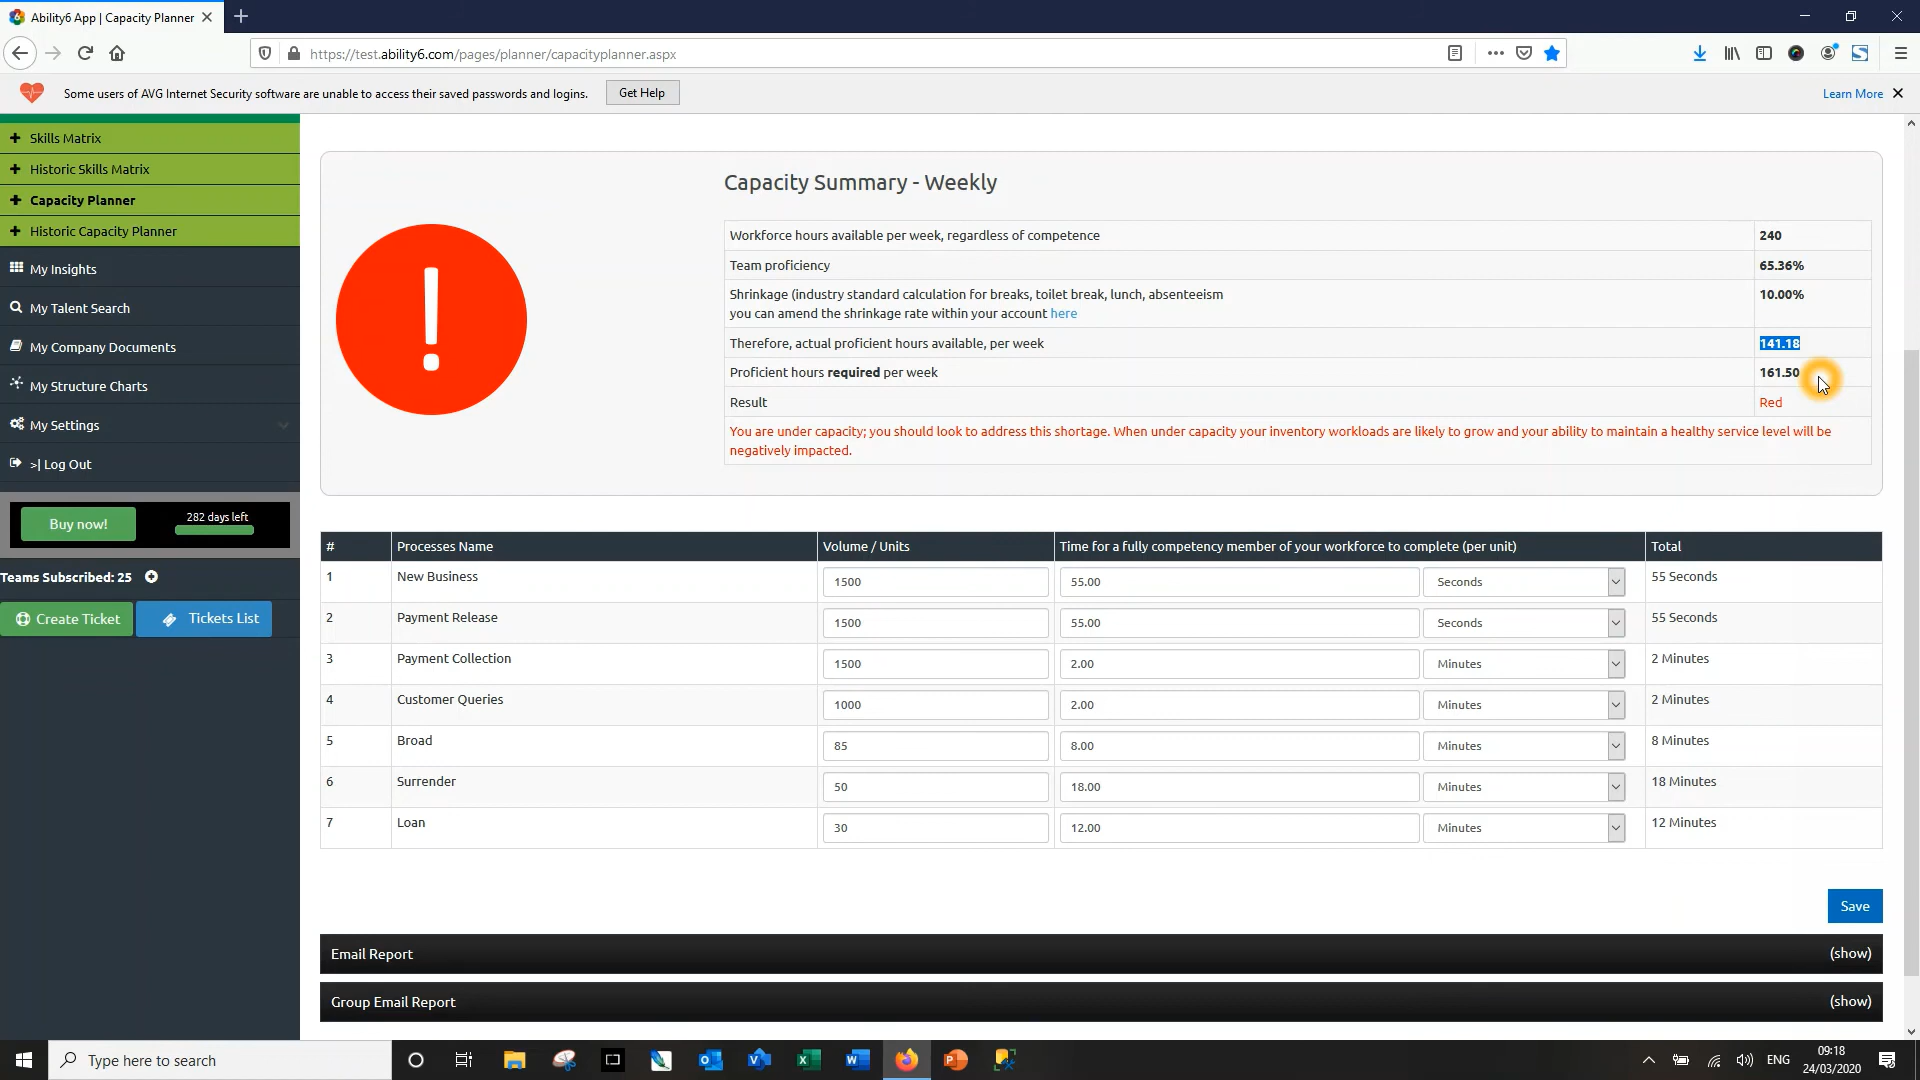 Ability6 App | Capacity Planner
https://test.ability6.com/pages/planner/capacityplanner.aspx
Some users of AVG Internet Security software are unable to access their saved passwords and logins.
Get Help
Learn More
Skills Matrix
Historic Skills Matrix
Capacity Planner
Historic Capacity Planner
My Insights
My Talent Search
My Company Documents
My Structure Charts
My Settings
>| Log Out
Buy now!
282 days left
Teams Subscribed: 25
Create Ticket
Tickets List
!
Capacity Summary - Weekly
Workforce hours available per week, regardless of competence 240
Team proficiency 65.36%
Shrinkage (industry standard calculation for breaks, toilet break, lunch, absenteeism 10.00%
you can amend the shrinkage rate within your account here
Therefore, actual proficient hours available, per week 141.18
Proficient hours required per week 161.50
Result Red
You are under capacity; you should look to address this shortage. When under capacity your inventory workloads are likely to grow and your ability to maintain a healthy service level will be
negatively impacted.
# Processes Name Volume / Units Time for a fully competency member of your workforce to complete (per unit) Total
1 New Business 1500 55.00 Seconds 55 Seconds
2 Payment Release 1500 55.00 Seconds 55 Seconds
3 Payment Collection 1500 2.00 Minutes 2 Minutes
4 Customer Queries 1000 2.00 Minutes 2 Minutes
5 Broad 85 8.00 Minutes 8 Minutes
6 Surrender 50 18.00 Minutes 18 Minutes
7 Loan 30 12.00 Minutes 12 Minutes
Save
Email Report (show)
Group Email Report (show)
Type here to search
ENG
09:18
24/03/2020